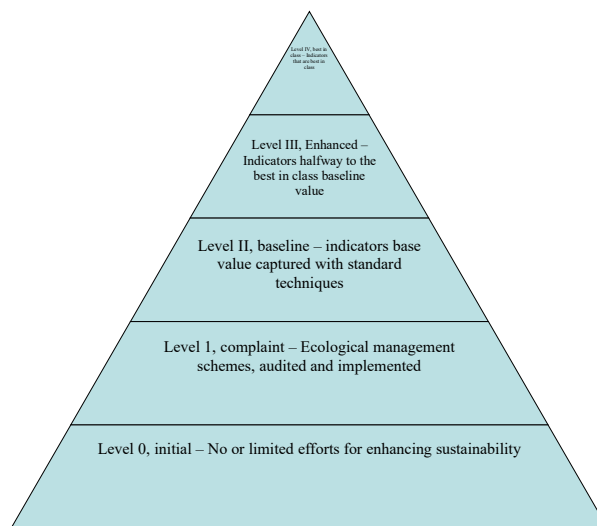 Level IV, best in
class – Indicators
that are best in
class
Level III, Enhanced –
Indicators halfway to the
best in class baseline
value
Level II, baseline – indicators base
value captured with standard
techniques
Level 1, complaint – Ecological management
schemes, audited and implemented
Level 0, initial – No or limited efforts for enhancing sustainability